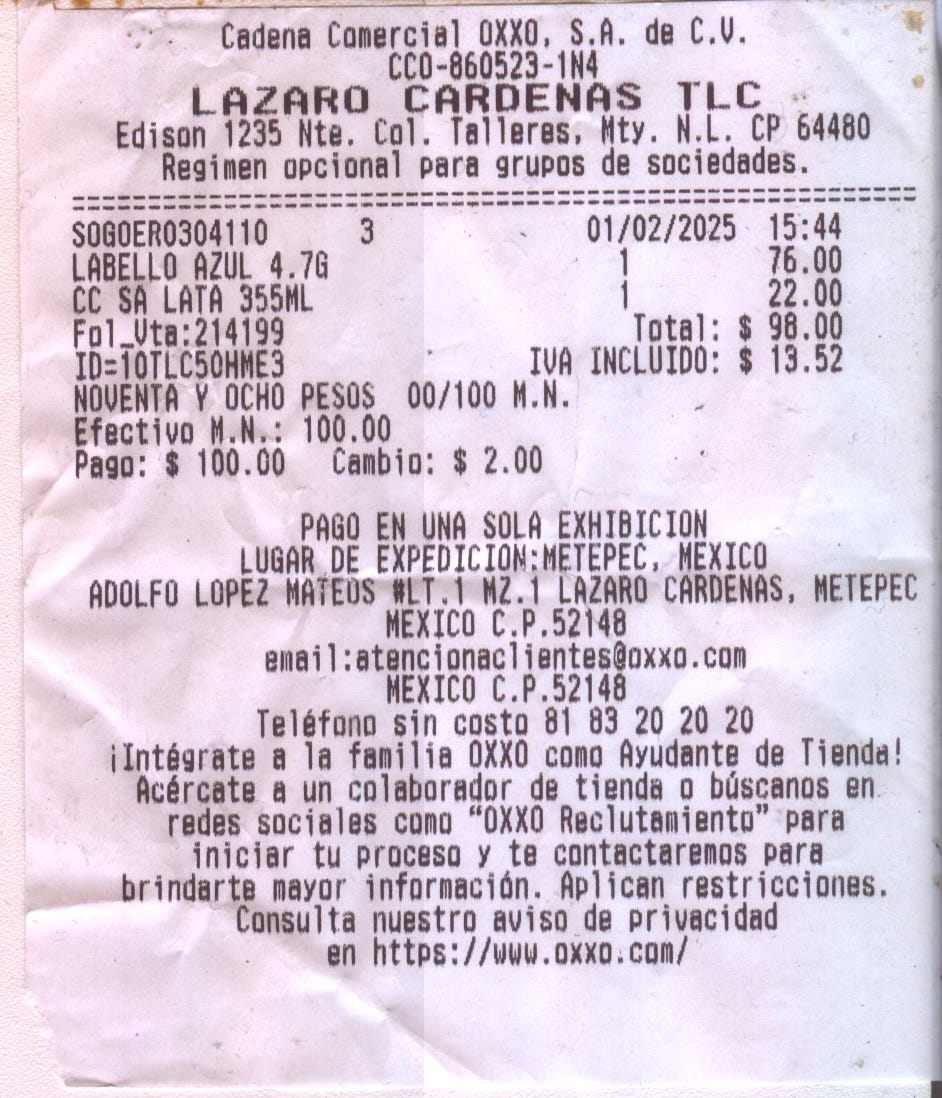 Cadena Comercial OXXO, S.A. de C.V.
CCO-860523-1N4
LAZARO CARDENAS TLC
Edison 1235 Nte. Col. Talleres, Mty. N.L. CP 64480
Regimen opcional para grupos de sociedades.
=======================================================
SOGOERO304110 3 01/02/2025 15:44
LABELLO AZUL 4.7G 1 76.00
CC SA LATA 355ML 1 22.00
Fol_Vta:214199 Total: $ 98.00
ID=10TLC50HME3 IVA INCLUIDO: $ 13.52
NOVENTA Y OCHO PESOS 00/100 M.N.
Efectivo M.N.: 100.00
Pago: $ 100.00 Cambio: $ 2.00
PAGO EN UNA SOLA EXHIBICION
LUGAR DE EXPEDICION:METEPEC, MEXICO
ADOLFO LOPEZ MATEOS #LT.1 MZ.1 LAZARO CARDENAS, METEPEC
MEXICO C.P.52148
email:atencionaclientes@oxxo.com
MEXICO C.P.52148
Teléfono sin costo 81 83 20 20 20
¡Intégrate a la familia OXXO como Ayudante de Tienda!
Acércate a un colaborador de tienda o búscanos en
redes sociales como “OXXO Reclutamiento” para
iniciar tu proceso y te contactaremos para
brindarte mayor información. Aplican restricciones.
Consulta nuestro aviso de privacidad
en https://www.oxxo.com/